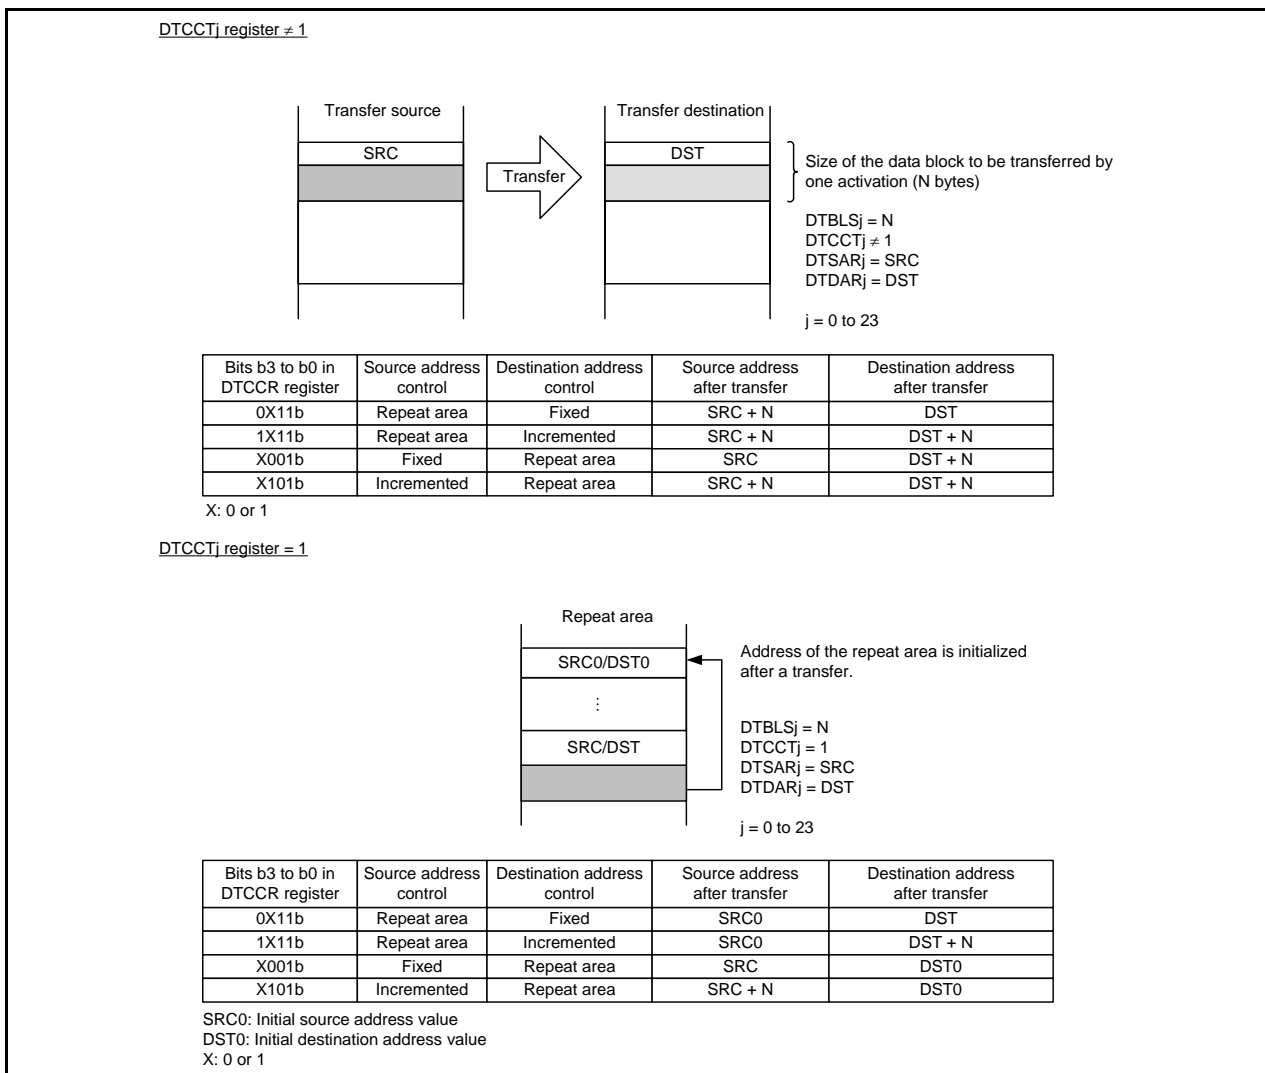 DTCCTj register ≠ 1
Transfer source
Transfer destination
SRC
DST
Transfer
Size of the data block to be transferred by
one activation (N bytes)
DTBLSj = N
DTCCTj ≠ 1
DTSARj = SRC
DTDARj = DST
j = 0 to 23
Bits b3 to b0 in DTCCR register | Source address control | Destination address control | Source address after transfer | Destination address after transfer
0X11b | Repeat area | Fixed | SRC + N | DST
1X11b | Repeat area | Incremented | SRC + N | DST + N
X001b | Fixed | Repeat area | SRC | DST + N
X101b | Incremented | Repeat area | SRC + N | DST + N
X: 0 or 1
DTCCTj register = 1
Repeat area
SRC0/DST0
⋮
SRC/DST
Address of the repeat area is initialized
after a transfer.
DTBLSj = N
DTCCTj = 1
DTSARj = SRC
DTDARj = DST
j = 0 to 23
Bits b3 to b0 in DTCCR register | Source address control | Destination address control | Source address after transfer | Destination address after transfer
0X11b | Repeat area | Fixed | SRC0 | DST
1X11b | Repeat area | Incremented | SRC0 | DST + N
X001b | Fixed | Repeat area | SRC | DST0
X101b | Incremented | Repeat area | SRC + N | DST0
SRC0: Initial source address value
DST0: Initial destination address value
X: 0 or 1